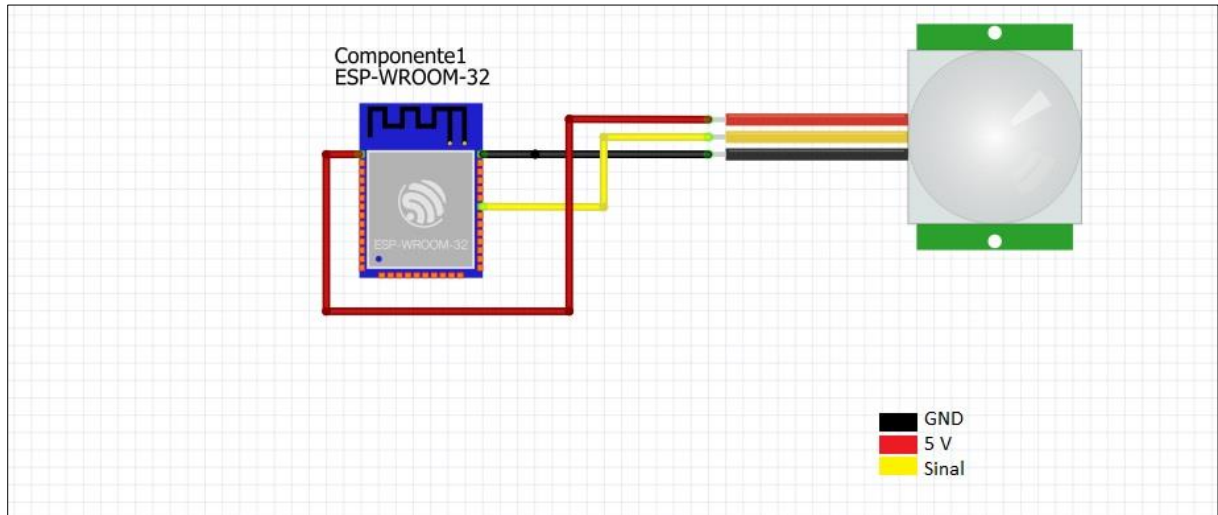 Componente1
ESP-WROOM-32
ESP-WROOM-32
GND
5 V
Sinal